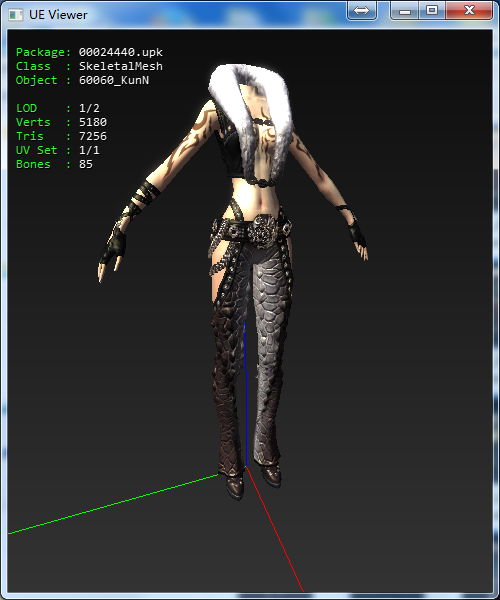 UE Viewer
Package: 00024440.upk
Class : SkeletalMesh
Object : 60060_KunN
LOD : 1/2
Verts : 5180
Tris : 7256
UV Set : 1/1
Bones : 85